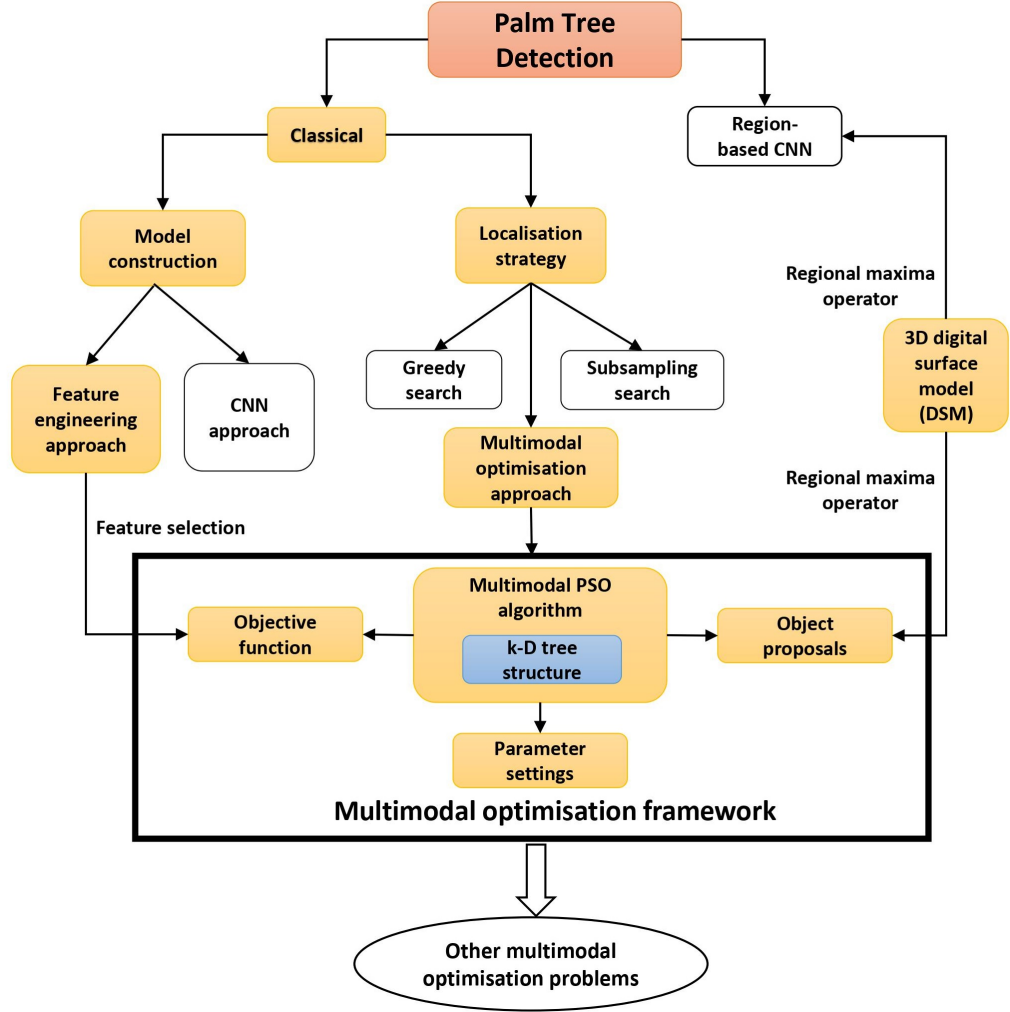 Palm Tree
Detection
Classical
Region-
based CNN
Model
construction
Localisation
strategy
Regional maxima
operator
Greedy
search
Subsampling
search
3D digital
surface
model
(DSM)
Feature
engineering
approach
CNN
approach
Multimodal
optimisation
approach
Regional maxima
operator
Feature selection
Multimodal PSO
algorithm
Objective
function
k-D tree
structure
Object
proposals
Parameter
settings
Multimodal optimisation framework
Other multimodal
optimisation problems